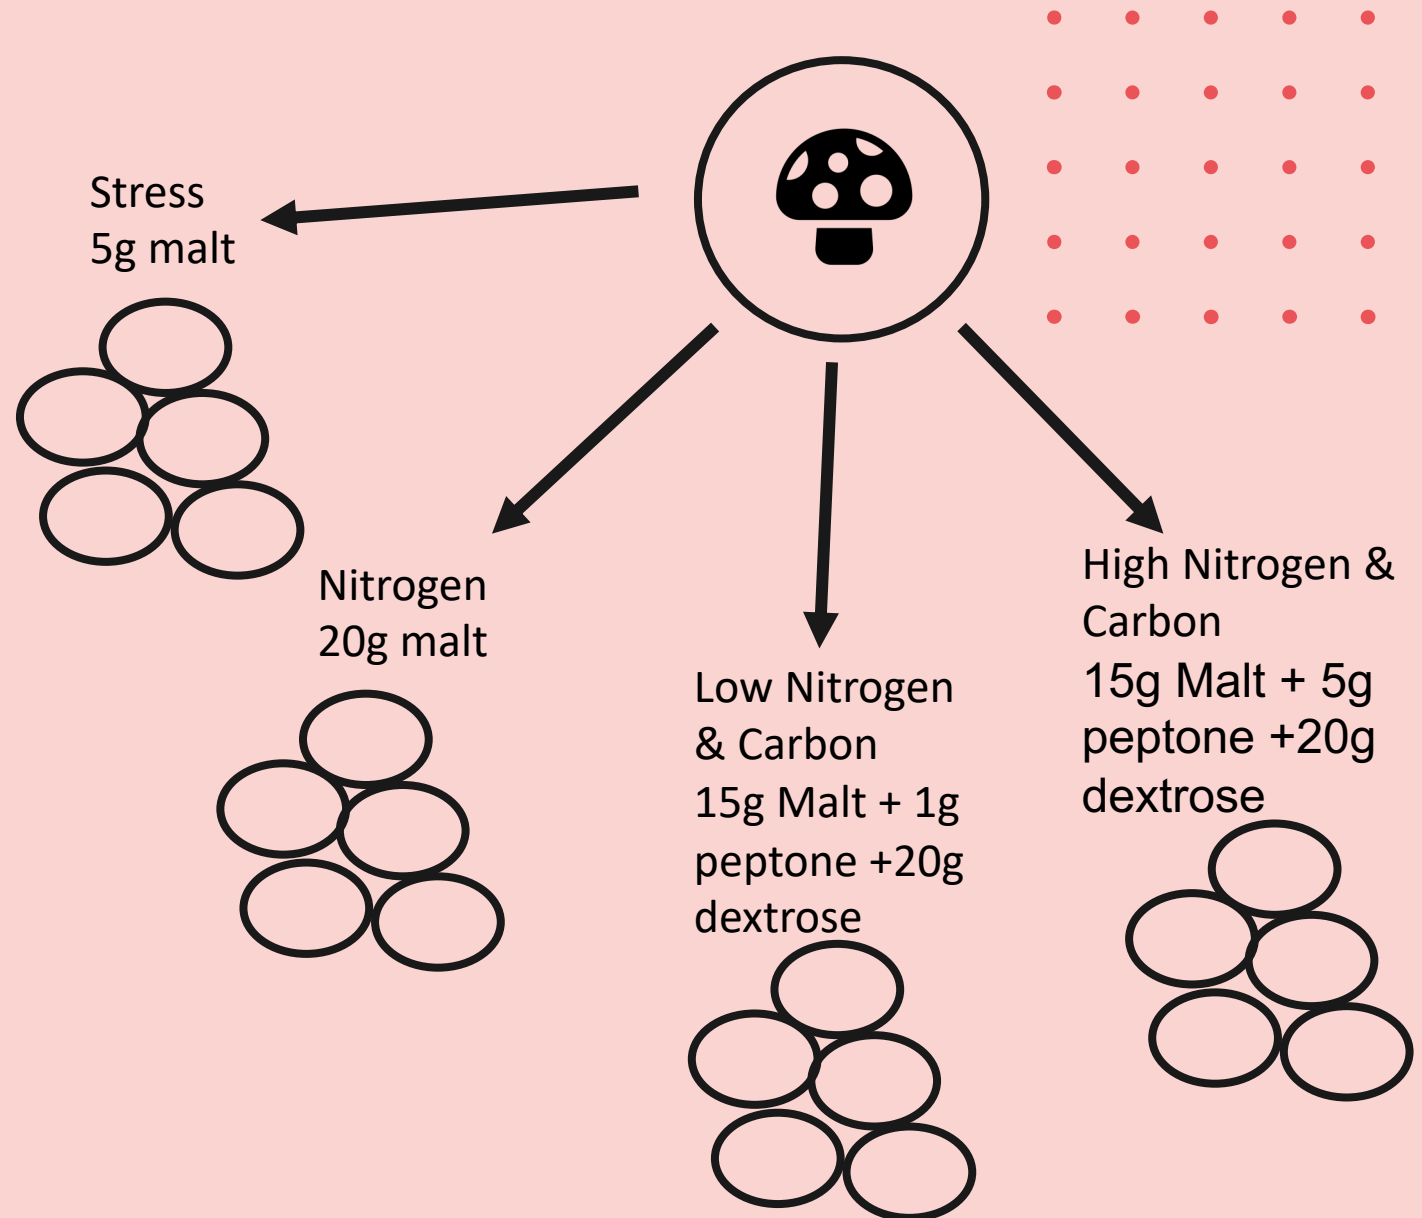 Stress
5g malt
Nitrogen
20g malt
Low Nitrogen
& Carbon
15g Malt + 1g
peptone +20g
dextrose
High Nitrogen &
Carbon
15g Malt + 5g
peptone +20g
dextrose